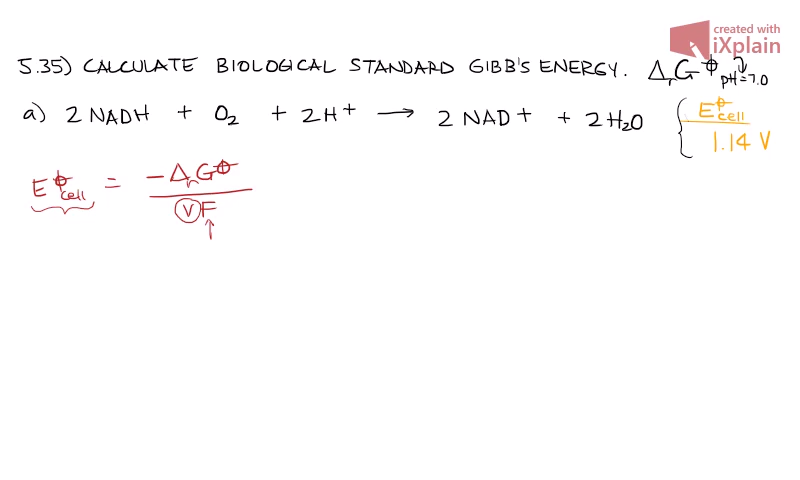 created with
iXplain
5.35) CALCULATE BIOLOGICAL STANDARD GIBB'S ENERGY. ΔrG⦵ pH=7.0
a) 2 NADH + O2 + 2H+ → 2 NAD+ + 2H2O { E⦵cell
1.14 V
E⦵cell = -ΔrG⦵
νF
↑